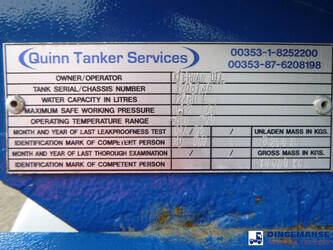 Quinn Tanker Services
00353-1-8252200
00353-87-6208198
OWNER/OPERATOR
TANK SERIAL/CHASSIS NUMBER
WATER CAPACITY IN LITRES
MAXIMUM SAFE WORKING PRESSURE
OPERATING TEMPERATURE RANGE
MONTH AND YEAR OF LAST LEAKPROOFNESS TEST / / UNLADEN MASS IN KGS.
IDENTIFICATION MARK OF COMPETENT PERSON
MONTH AND YEAR OF LAST THOROUGH EXAMINATION / / GROSS MASS IN KGS.
IDENTIFICATION MARK OF COMPETENT PERSON
DINGEMANSE